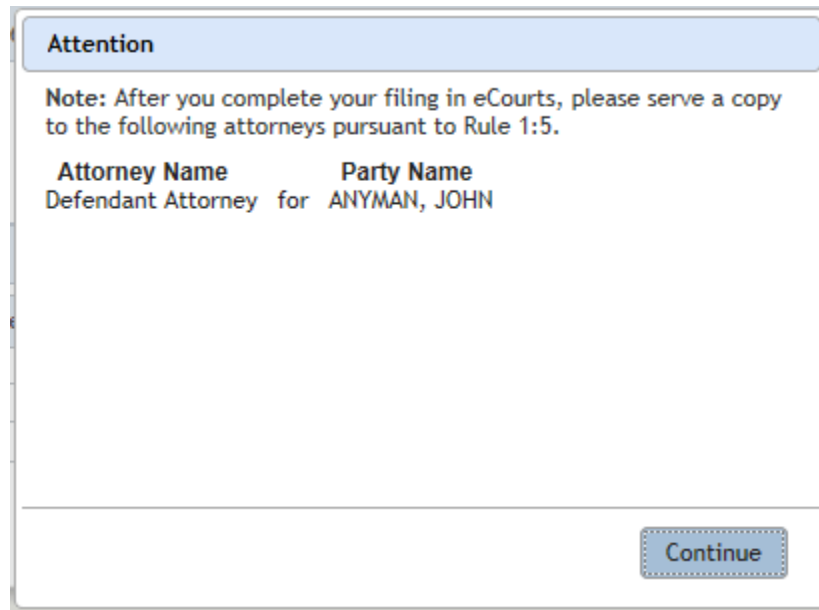 Attention
Note: After you complete your filing in eCourts, please serve a copy
to the following attorneys pursuant to Rule 1:5.
Attorney Name Party Name
Defendant Attorney for ANYMAN, JOHN
Continue